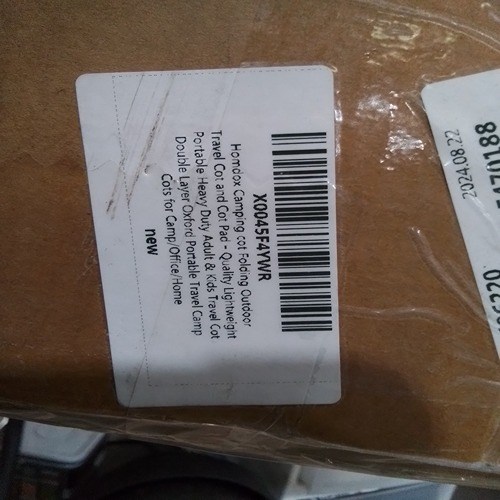 X0045F4YWR
Homdox Camping cot Folding Outdoor
Travel Cot and Cot Pad - Quality Lightweight
Portable Heavy Duty Adult & Kids Travel Cot
Double Layer Oxford Portable Travel Camp
Cots for Camp/Office/Home
new
2024.08.22